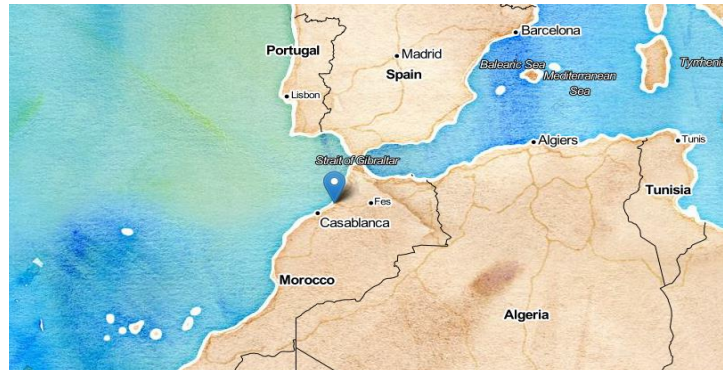 Barcelona
Portugal
Madrid
Balearic Sea
Tyrrhenia
Spain
Mediterranean
Sea
Lisbon
Algiers
Tunis
Strait of Gibraltar
Tunisia
Fes
Casablanca
Morocco
Algeria